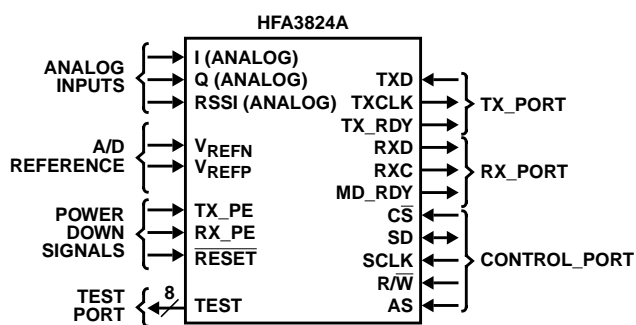 HFA3824A
ANALOG
INPUTS
I (ANALOG)
Q (ANALOG)
RSSI (ANALOG)
A/D
REFERENCE
VREFN
VREFP
POWER
DOWN
SIGNALS
TX_PE
RX_PE
RESET
TEST
PORT
8
TEST
TXD
TXCLK
TX_RDY
TX_PORT
RXD
RXC
MD_RDY
RX_PORT
CS
SD
SCLK
R/W
AS
CONTROL_PORT